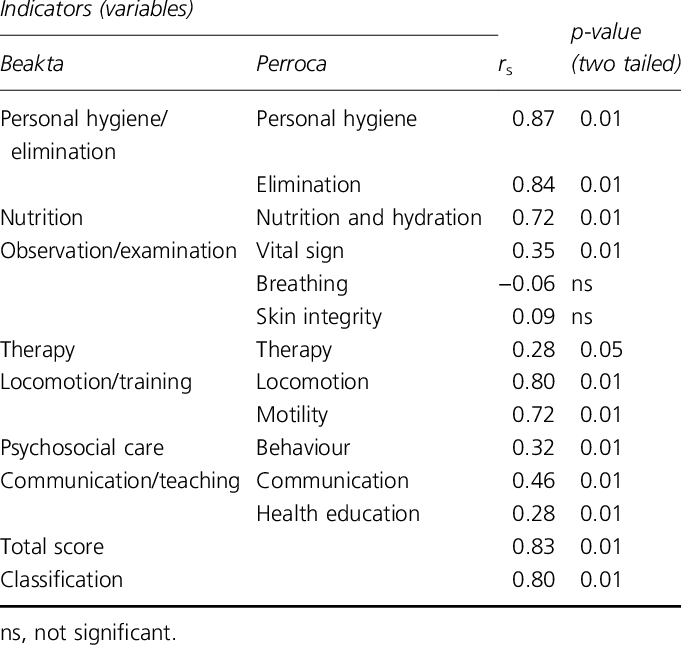 Indicators (variables)
Beakta Perroca rs p-value (two tailed)
Personal hygiene/ Personal hygiene 0.87 0.01
elimination
Elimination 0.84 0.01
Nutrition Nutrition and hydration 0.72 0.01
Observation/examination Vital sign 0.35 0.01
Breathing −0.06 ns
Skin integrity 0.09 ns
Therapy Therapy 0.28 0.05
Locomotion/training Locomotion 0.80 0.01
Motility 0.72 0.01
Psychosocial care Behaviour 0.32 0.01
Communication/teaching Communication 0.46 0.01
Health education 0.28 0.01
Total score 0.83 0.01
Classification 0.80 0.01
ns, not significant.